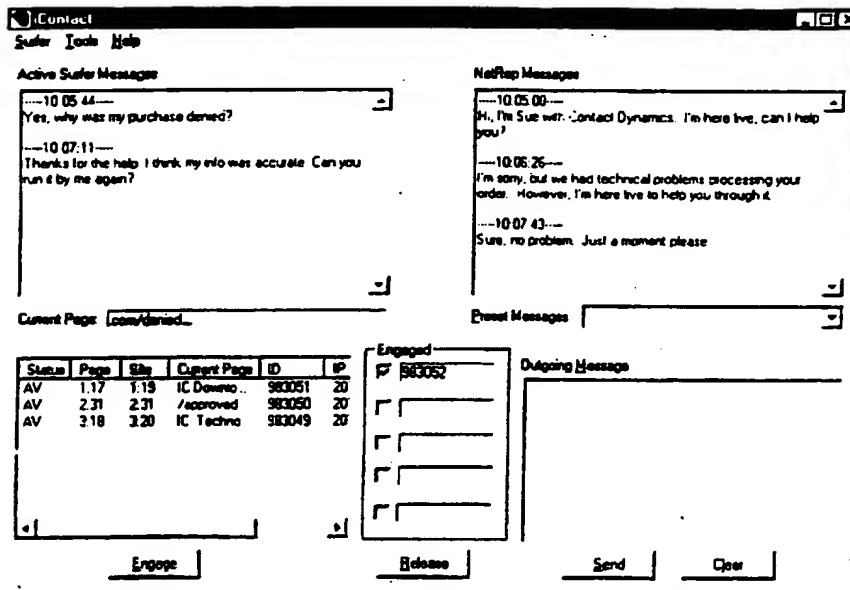 iContact
Surfer Tools Help
Active Surfer Messages
-----10:05:44-----
Yes, why was my purchase denied?
-----10:07:11-----
Thanks for the help. I think my info was accurate. Can you
run it by me again?
NetRep Messages
-----10:05:00-----
Hi, I'm Sue with Contact Dynamics. I'm here live, can I help
you?
-----10:06:26-----
I'm sorry, but we had technical problems processing your
order. However, I'm here live to help you through it.
-----10:07:43-----
Sure, no problem. Just a moment please
Current Page: .com/denied...
Preset Messages
Status Page Site Current Page ID IP
AV 1:17 1:19 IC Downlo... 983051 20
AV 2:31 2:31 /approved 983050 20
AV 3:18 3:20 IC Techno 983049 20
Engaged
983052
Outgoing Message
Engage
Release
Send
Clear